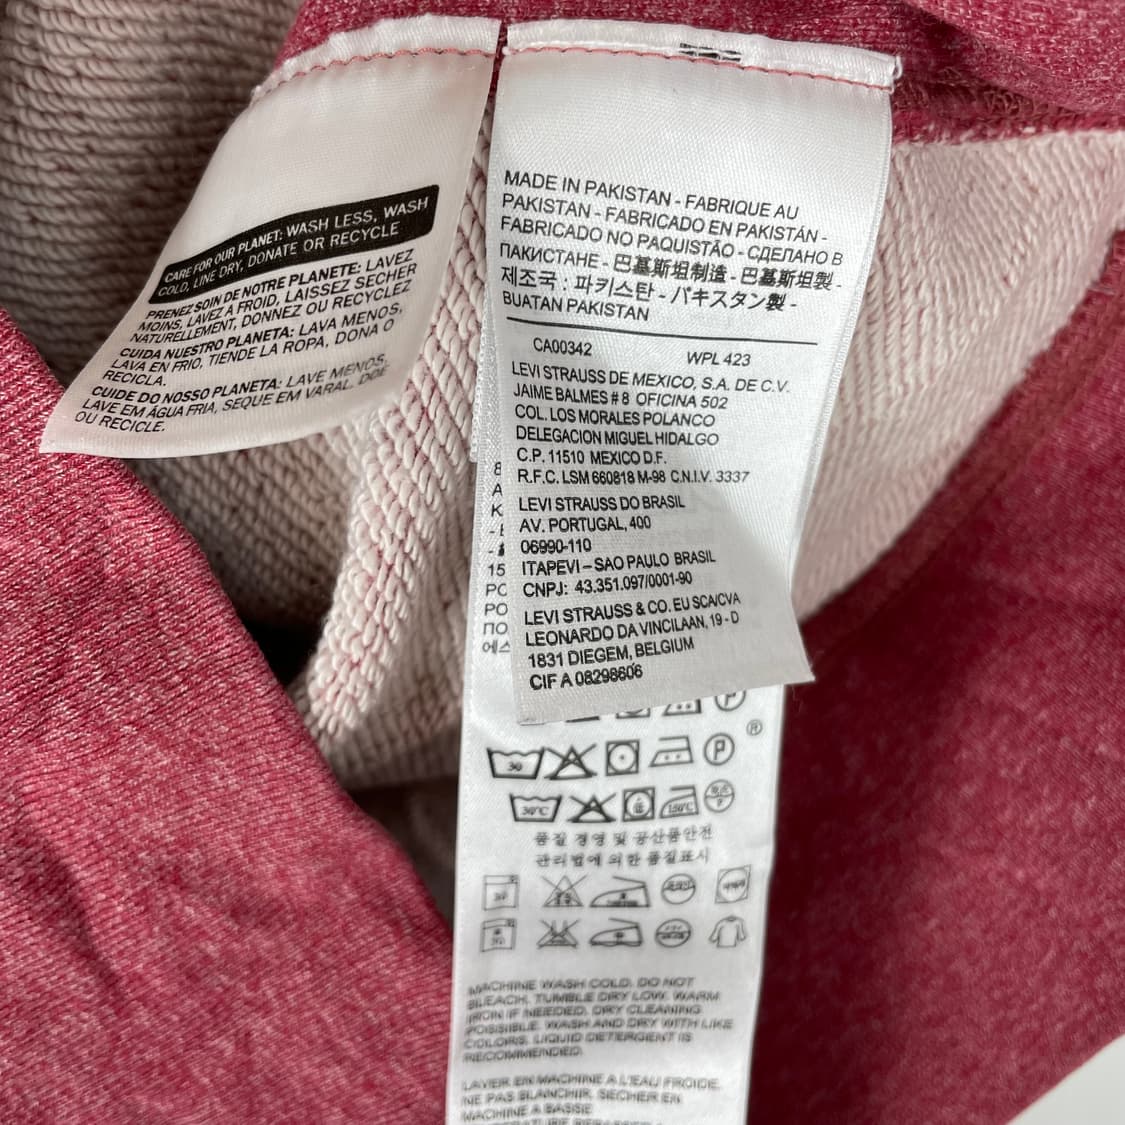 CARE FOR OUR PLANET: WASH LESS, WASH
COLD, LINE DRY, DONATE OR RECYCLE
PRENEZ SOIN DE NOTRE PLANETE: LAVEZ
MOINS, LAVEZ A FROID, LAISSEZ SECHER
NATURELLEMENT, DONNEZ OU RECYCLEZ
CUIDA NUESTRO PLANETA: LAVA MENOS,
LAVA EN FRIO, TIENDE LA ROPA, DONA O
RECICLA.
CUIDE DO NOSSO PLANETA: LAVE MENOS,
LAVE EM ÁGUA FRIA, SEQUE EM VARAL. DOE
OU RECICLE.
MADE IN PAKISTAN - FABRIQUE AU
PAKISTAN - FABRICADO EN PAKISTÁN -
FABRICADO NO PAQUISTÃO - СДЕЛАНО В
ПАКИСТАНЕ - 巴基斯坦制造 - 巴基斯坦製 -
제조국 : 파키스탄 - パキスタン製 -
BUATAN PAKISTAN
CA00342 WPL 423
LEVI STRAUSS DE MEXICO, S.A. DE C.V.
JAIME BALMES # 8 OFICINA 502
COL. LOS MORALES POLANCO
DELEGACION MIGUEL HIDALGO
C.P. 11510 MEXICO D.F.
R.F.C. LSM 660818 M-98 C.N.I.V. 3337
LEVI STRAUSS DO BRASIL
AV. PORTUGAL, 400
06990-110
ITAPEVI – SAO PAULO BRASIL
CNPJ: 43.351.097/0001-90
LEVI STRAUSS & CO. EU SCA/CVA
LEONARDO DA VINCILAAN, 19 - D
1831 DIEGEM, BELGIUM
CIF A 08298606
8
A
K
15
PO
PO
ПО
에스
P
®
30 P
30°C 150°C
품질 경영 및 공산품안전
관리법에 의한 품질표시
MACHINE WASH COLD. DO NOT
BLEACH. TUMBLE DRY LOW. WARM
IRON IF NEEDED. DRY CLEANING
POSSIBLE. WASH AND DRY WITH LIKE
COLORS. LIQUID DETERGENT IS
RECOMMENDED.
LAVER EN MACHINE A L'EAU FROIDE.
NE PAS BLANCHIR. SECHER EN
MACHINE A BASSE